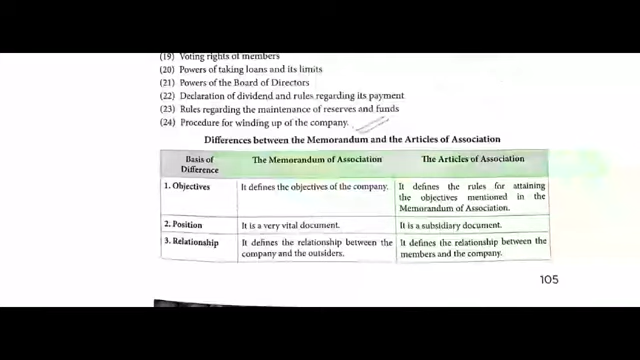 (19) Voting rights of members
(20) Powers of taking loans and its limits
(21) Powers of the Board of Directors
(22) Declaration of dividend and rules regarding its payment
(23) Rules regarding the maintenance of reserves and funds
(24) Procedure for winding up of the company.
Differences between the Memorandum and the Articles of Association
Basis of Difference
The Memorandum of Association
The Articles of Association
1. Objectives
It defines the objectives of the company.
It defines the rules for attaining
the objectives mentioned in the
Memorandum of Association.
2. Position
It is a very vital document.
It is a subsidiary document.
3. Relationship
It defines the relationship between the
company and the outsiders.
It defines the relationship between the
members and the company.
105